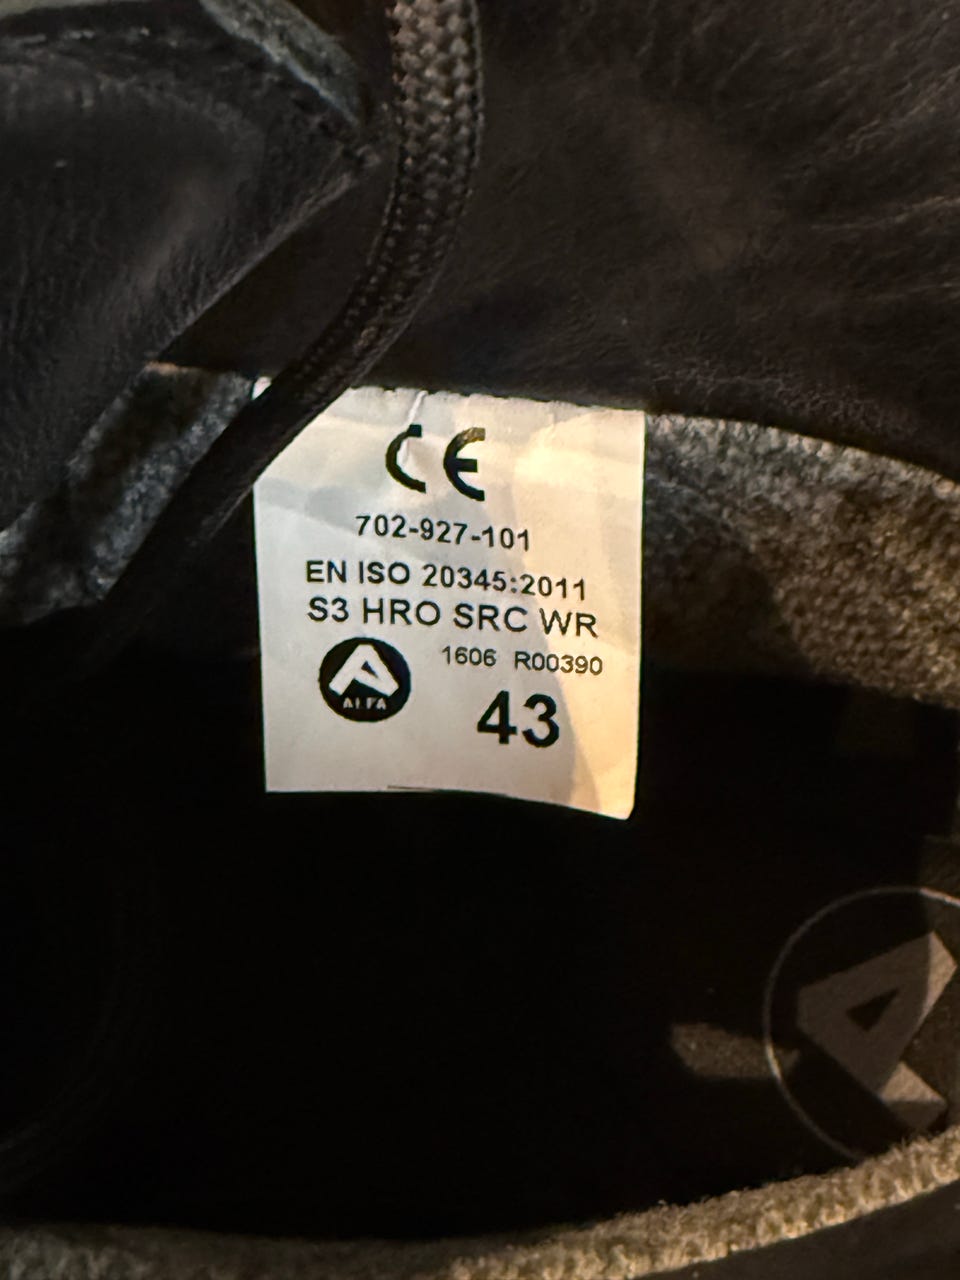 CE
702-927-101
EN ISO 20345:2011
S3 HRO SRC WR
1606 R00390
ALFA
43